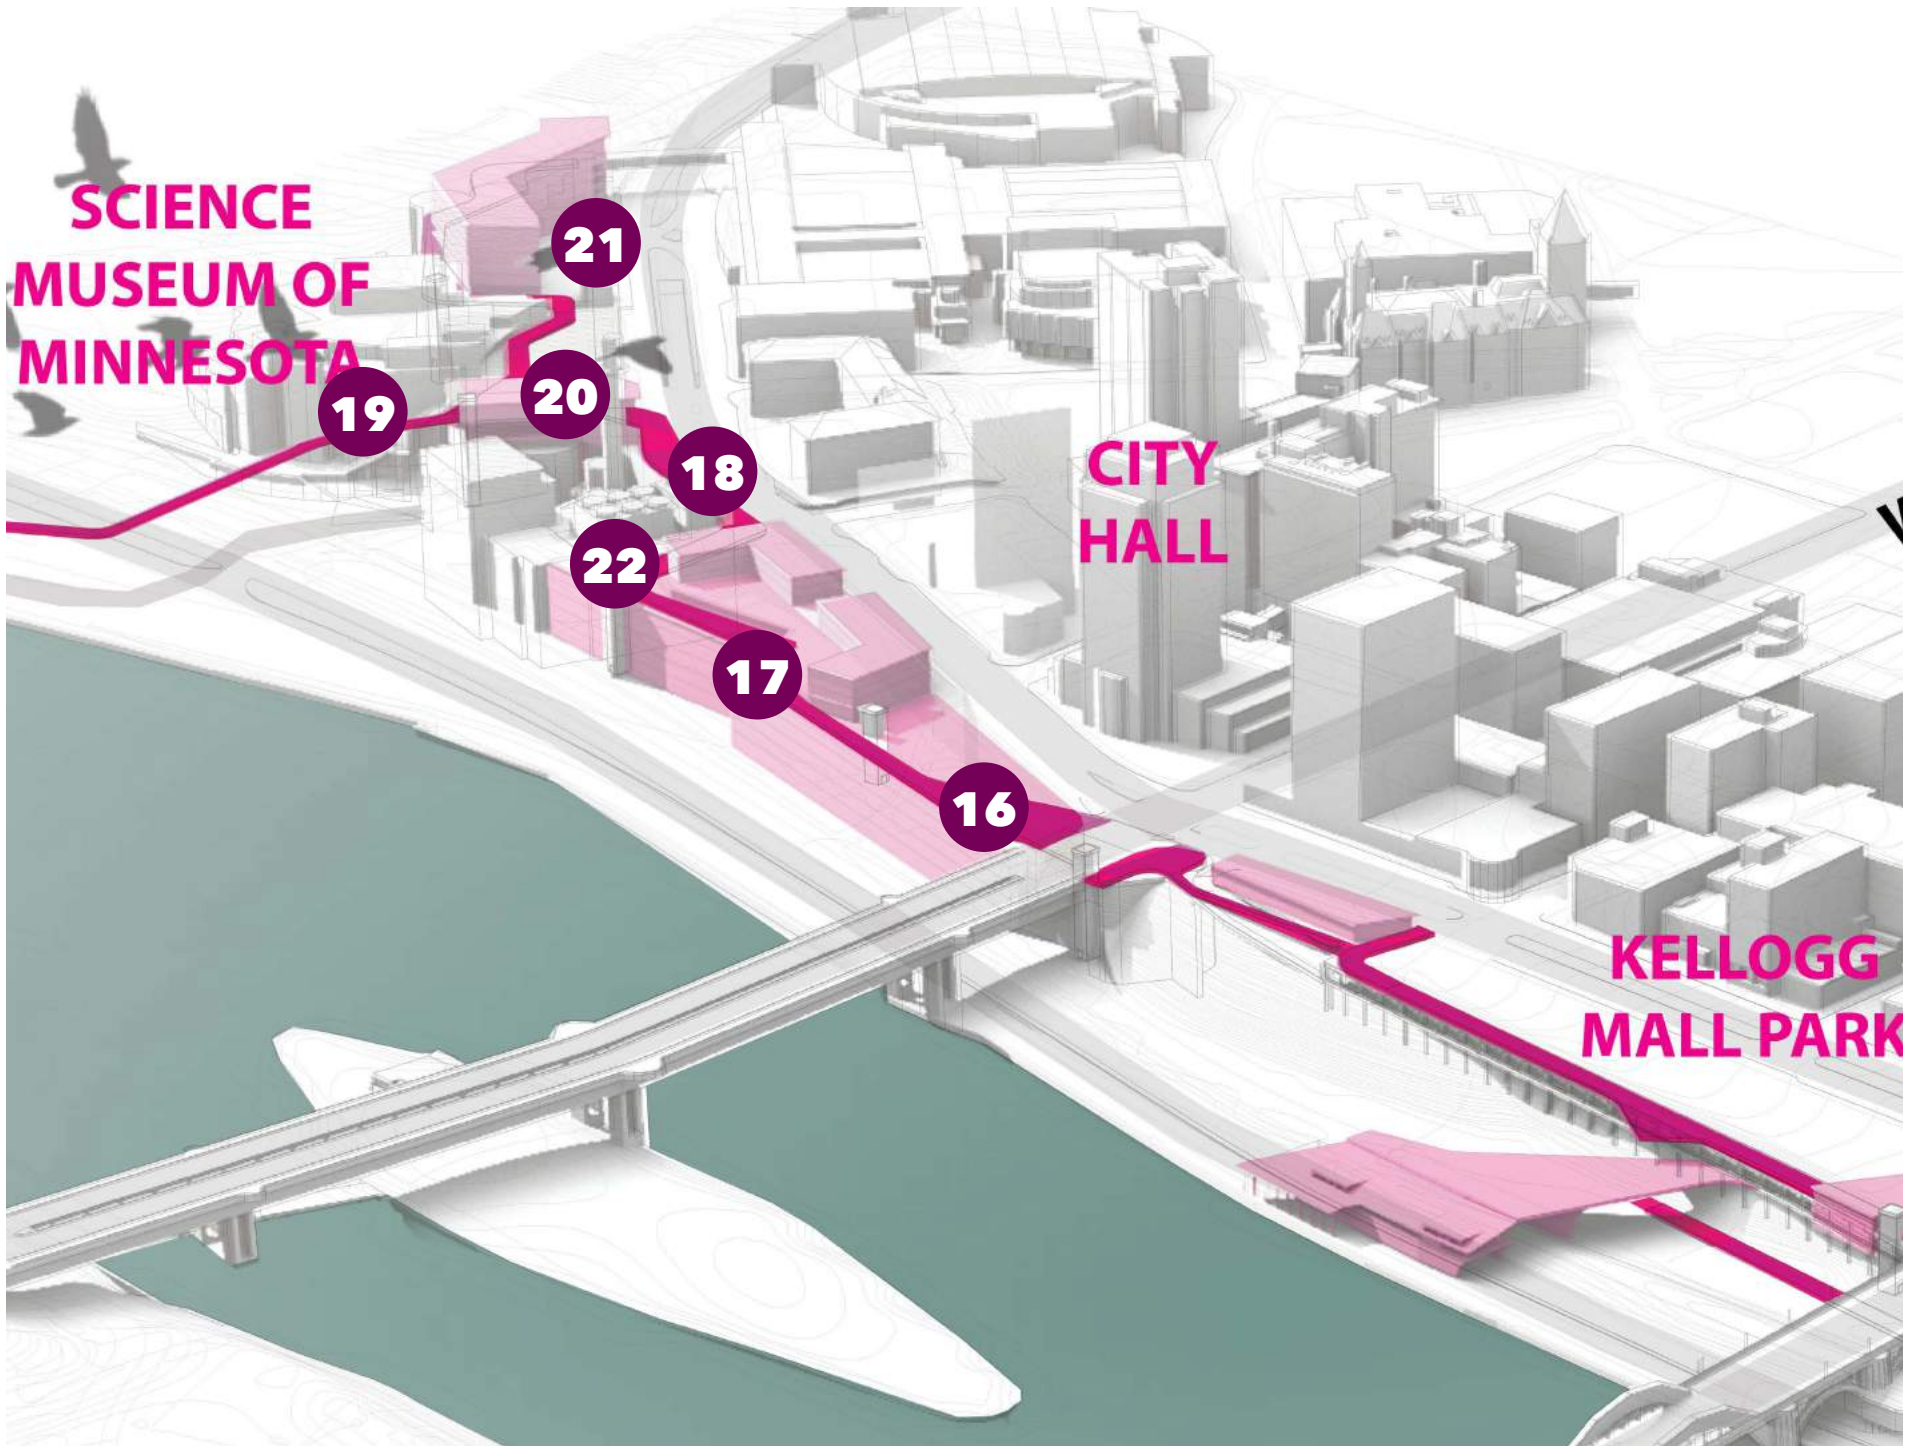 SCIENCE
MUSEUM OF
MINNESOTA
21
20
19
18
22
17
16
CITY
HALL
KELLOGG
MALL PARK